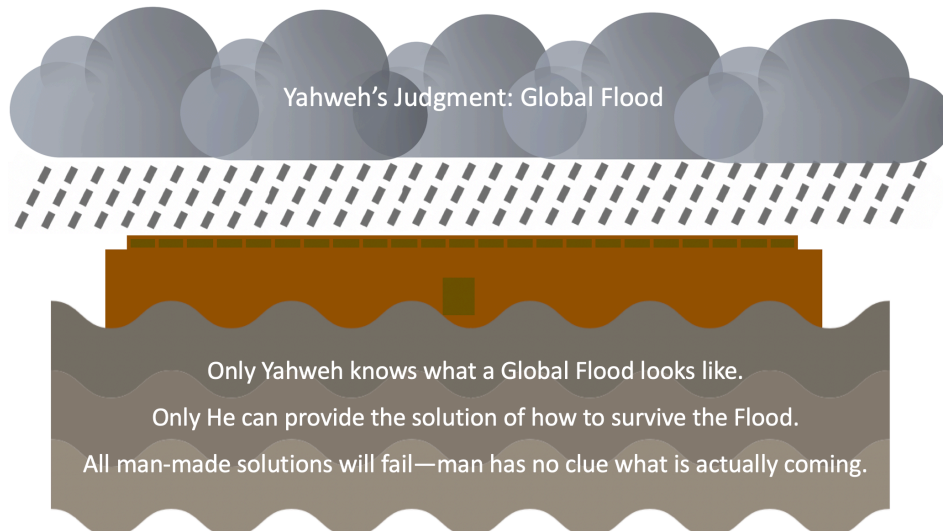 Yahweh’s Judgment: Global Flood
Only Yahweh knows what a Global Flood looks like.
Only He can provide the solution of how to survive the Flood.
All man-made solutions will fail—man has no clue what is actually coming.